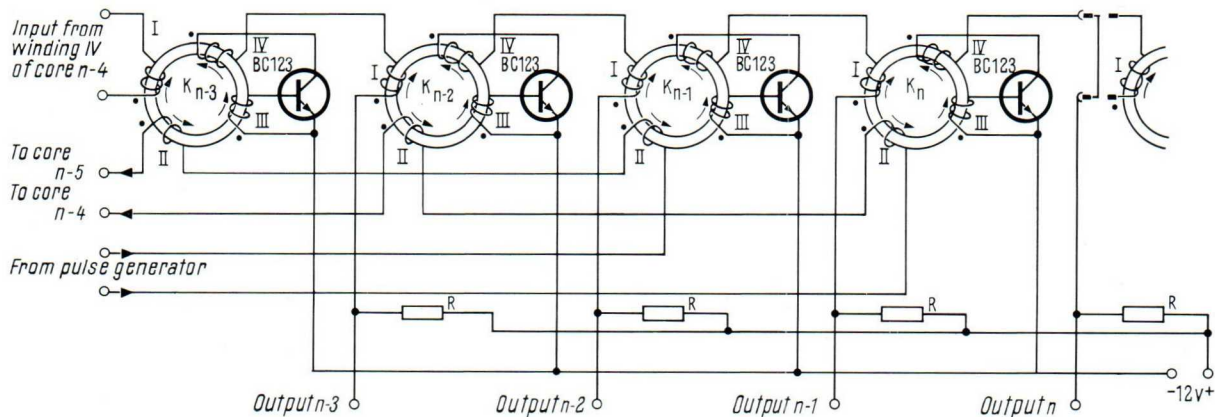 Input from
winding IV
of core n-4
I
IV
BC123
K n-3
III
II
I
IV
BC123
K n-2
III
II
I
IV
BC123
K n-1
III
II
I
IV
BC123
K n
III
II
I
To core
n-5
To core
n-4
From pulse generator
R
R
R
R
Output n-3
Output n-2
Output n-1
Output n
-12v+